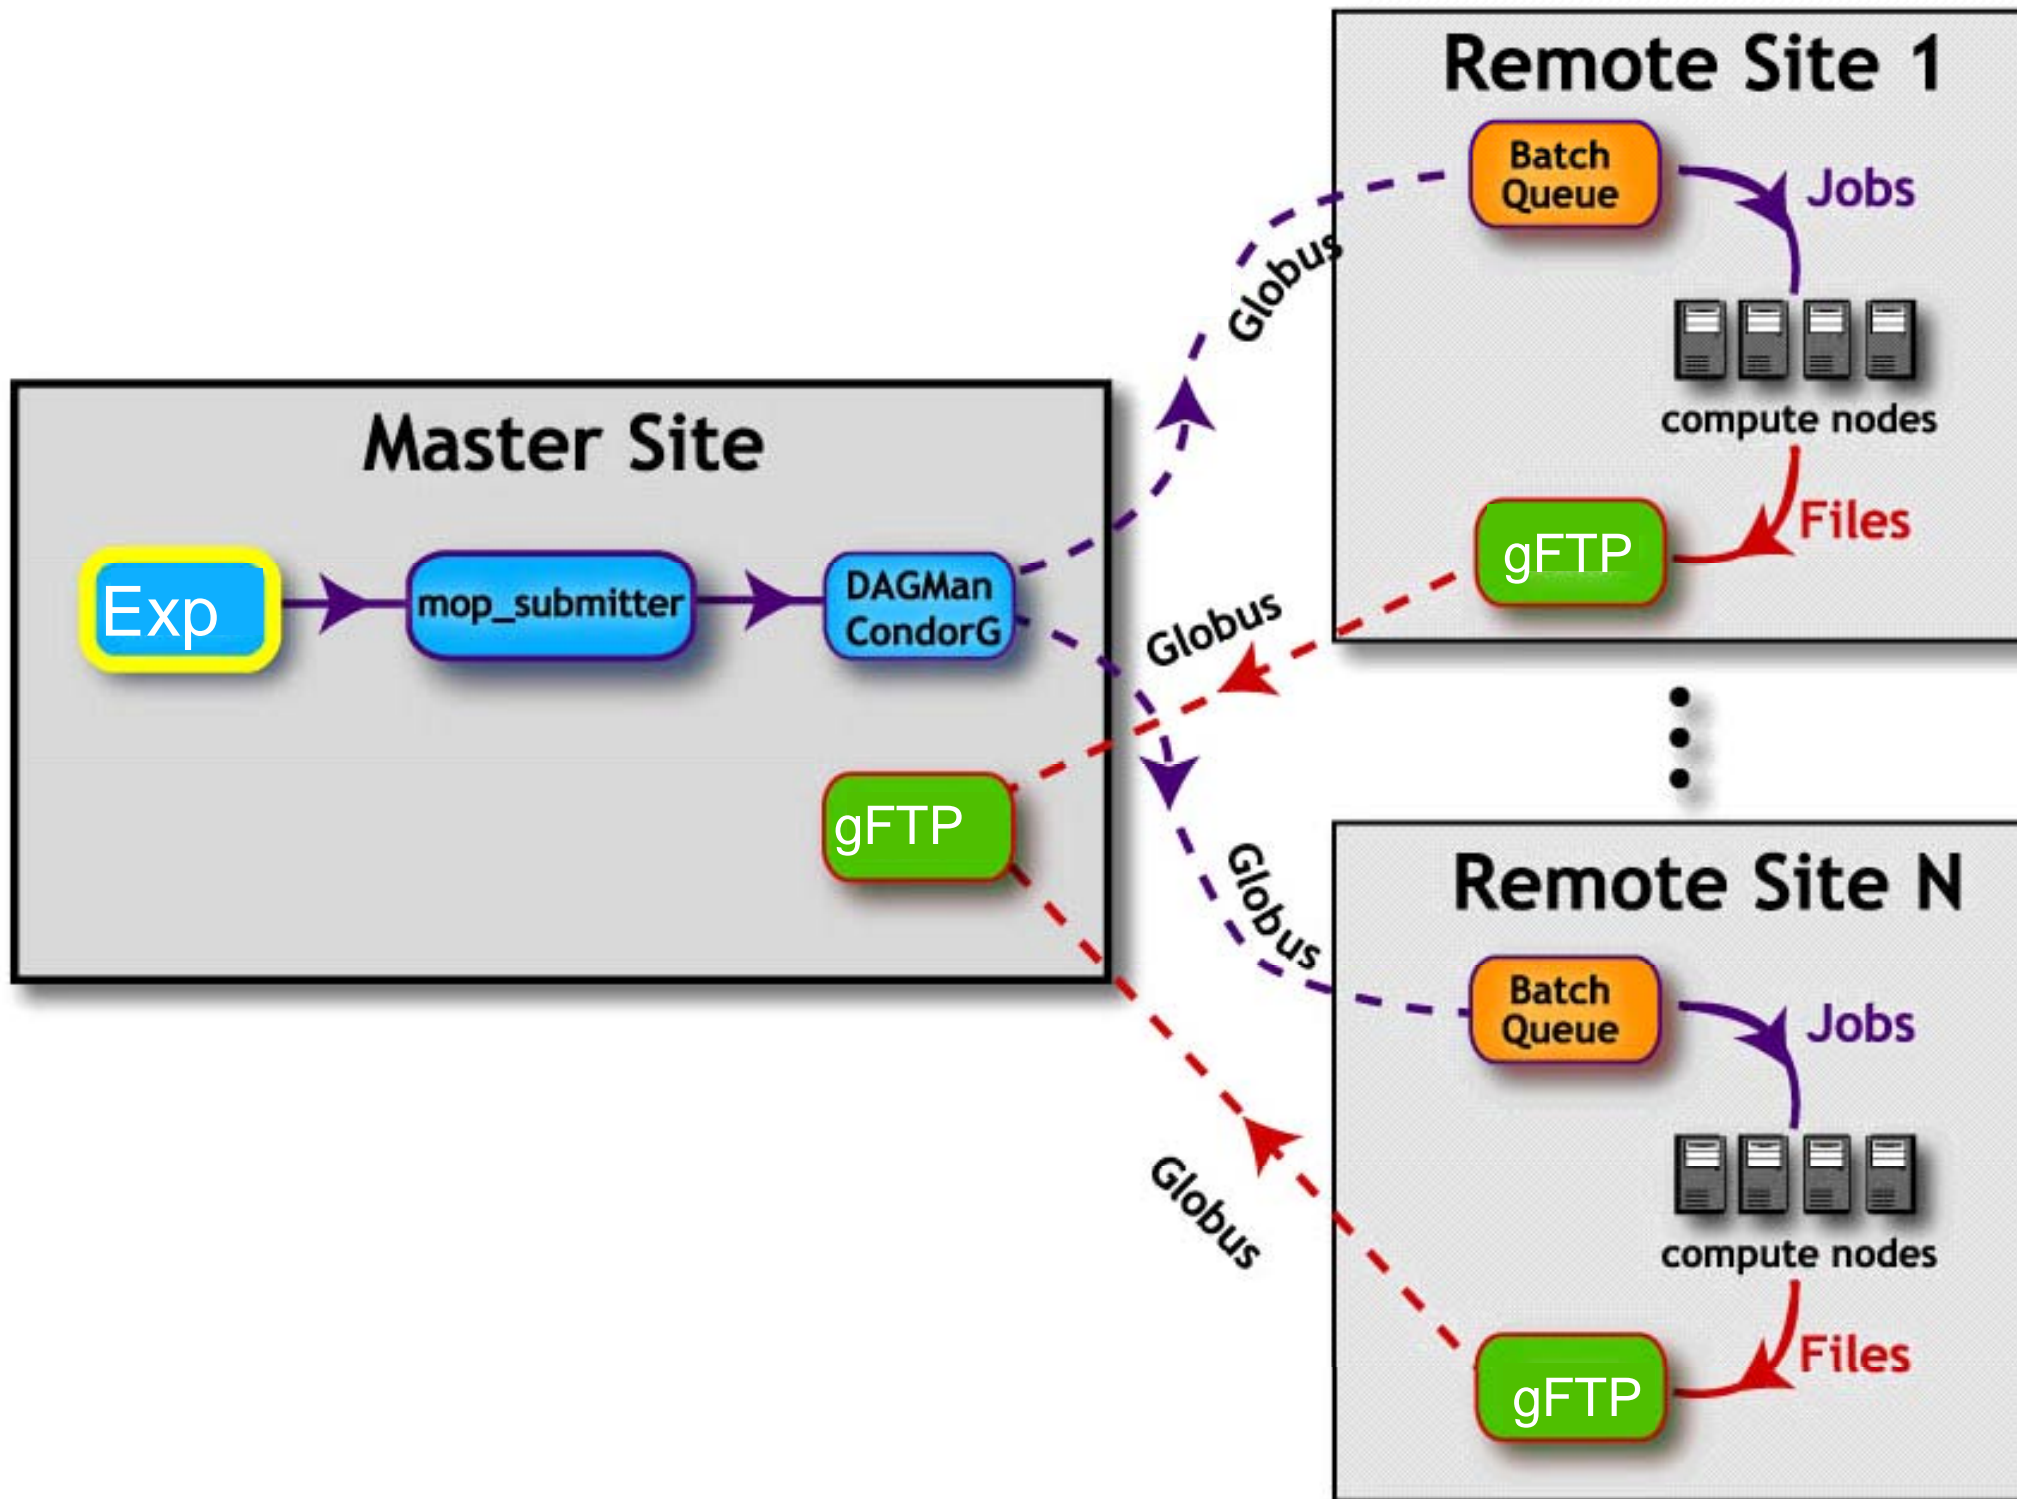 Remote Site 1
Batch
Queue
Jobs
Globus
compute nodes
Files
gFTP
Master Site
Exp
mop_submitter
DAGMan
CondorG
Globus
gFTP
Globus
Remote Site N
Batch
Queue
Jobs
compute nodes
Globus
Files
gFTP